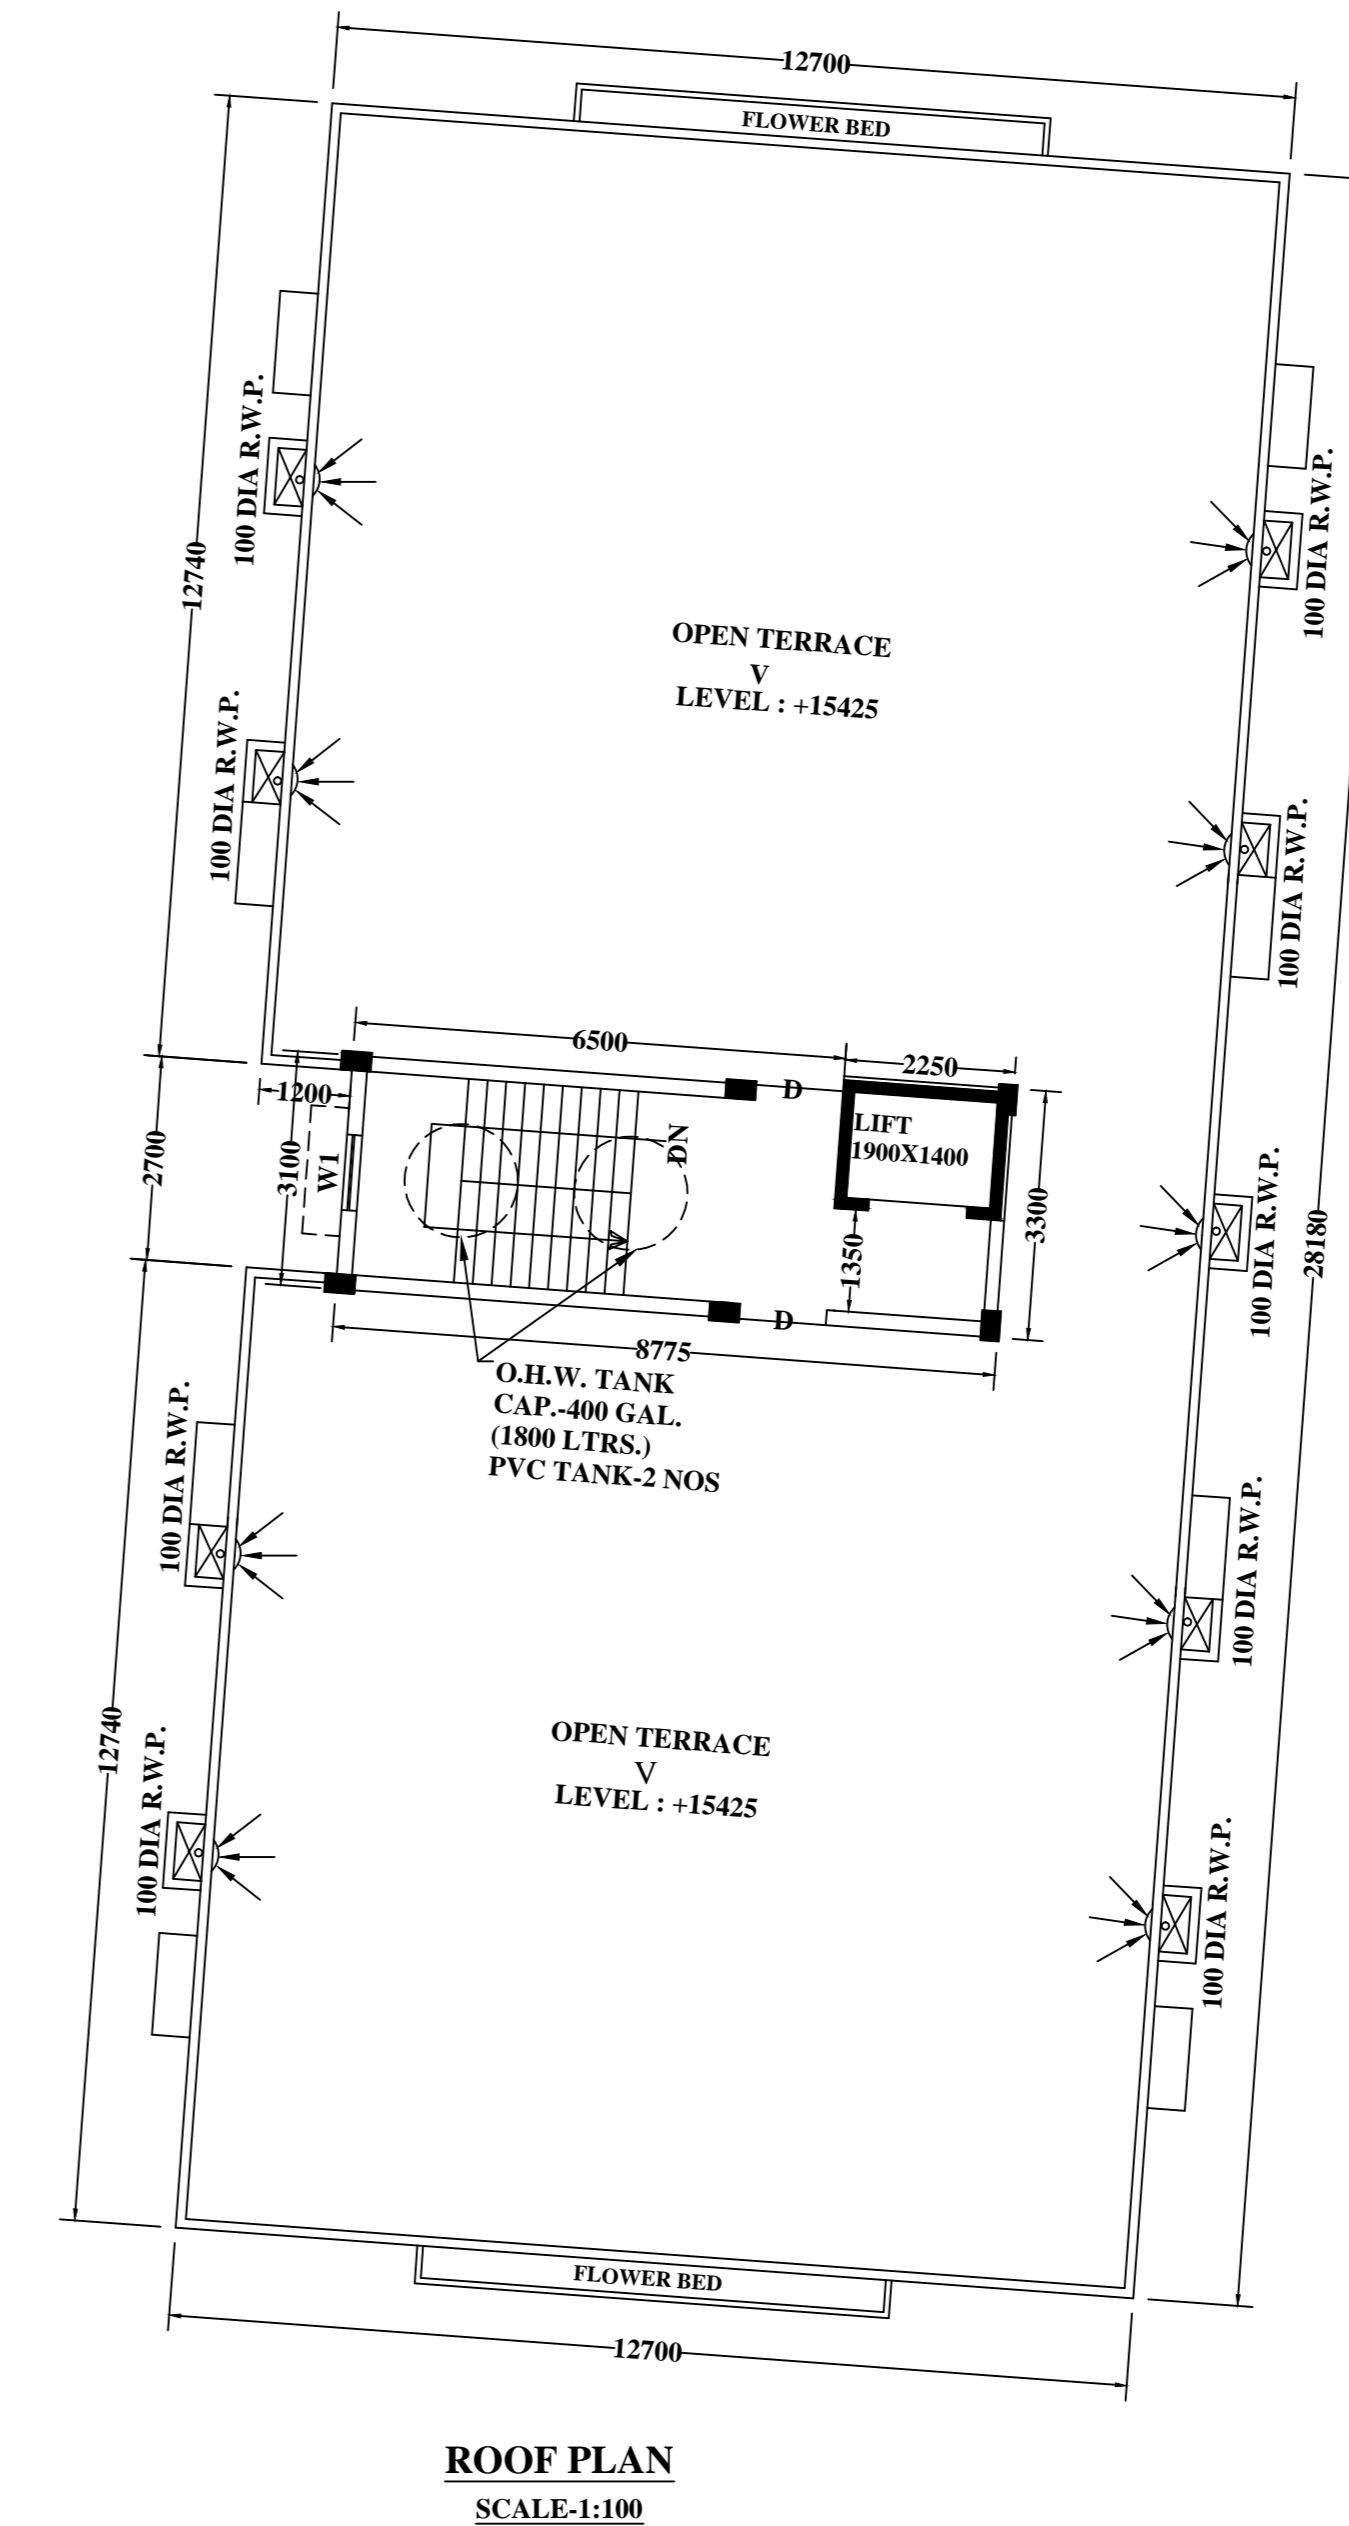 12700
FLOWER BED
12740
100 DIA R.W.P.
100 DIA R.W.P.
100 DIA R.W.P.
100 DIA R.W.P.
OPEN TERRACE
V
LEVEL : +15425
6500
2250
1200
D
LIFT
1900X1400
DN
2700
3100
W1
1350
3300
100 DIA R.W.P.
28180
D
8775
O.H.W. TANK
CAP.-400 GAL.
(1800 LTRS.)
PVC TANK-2 NOS
100 DIA R.W.P.
100 DIA R.W.P.
12740
OPEN TERRACE
V
LEVEL : +15425
100 DIA R.W.P.
100 DIA R.W.P.
FLOWER BED
12700
ROOF PLAN
SCALE-1:100